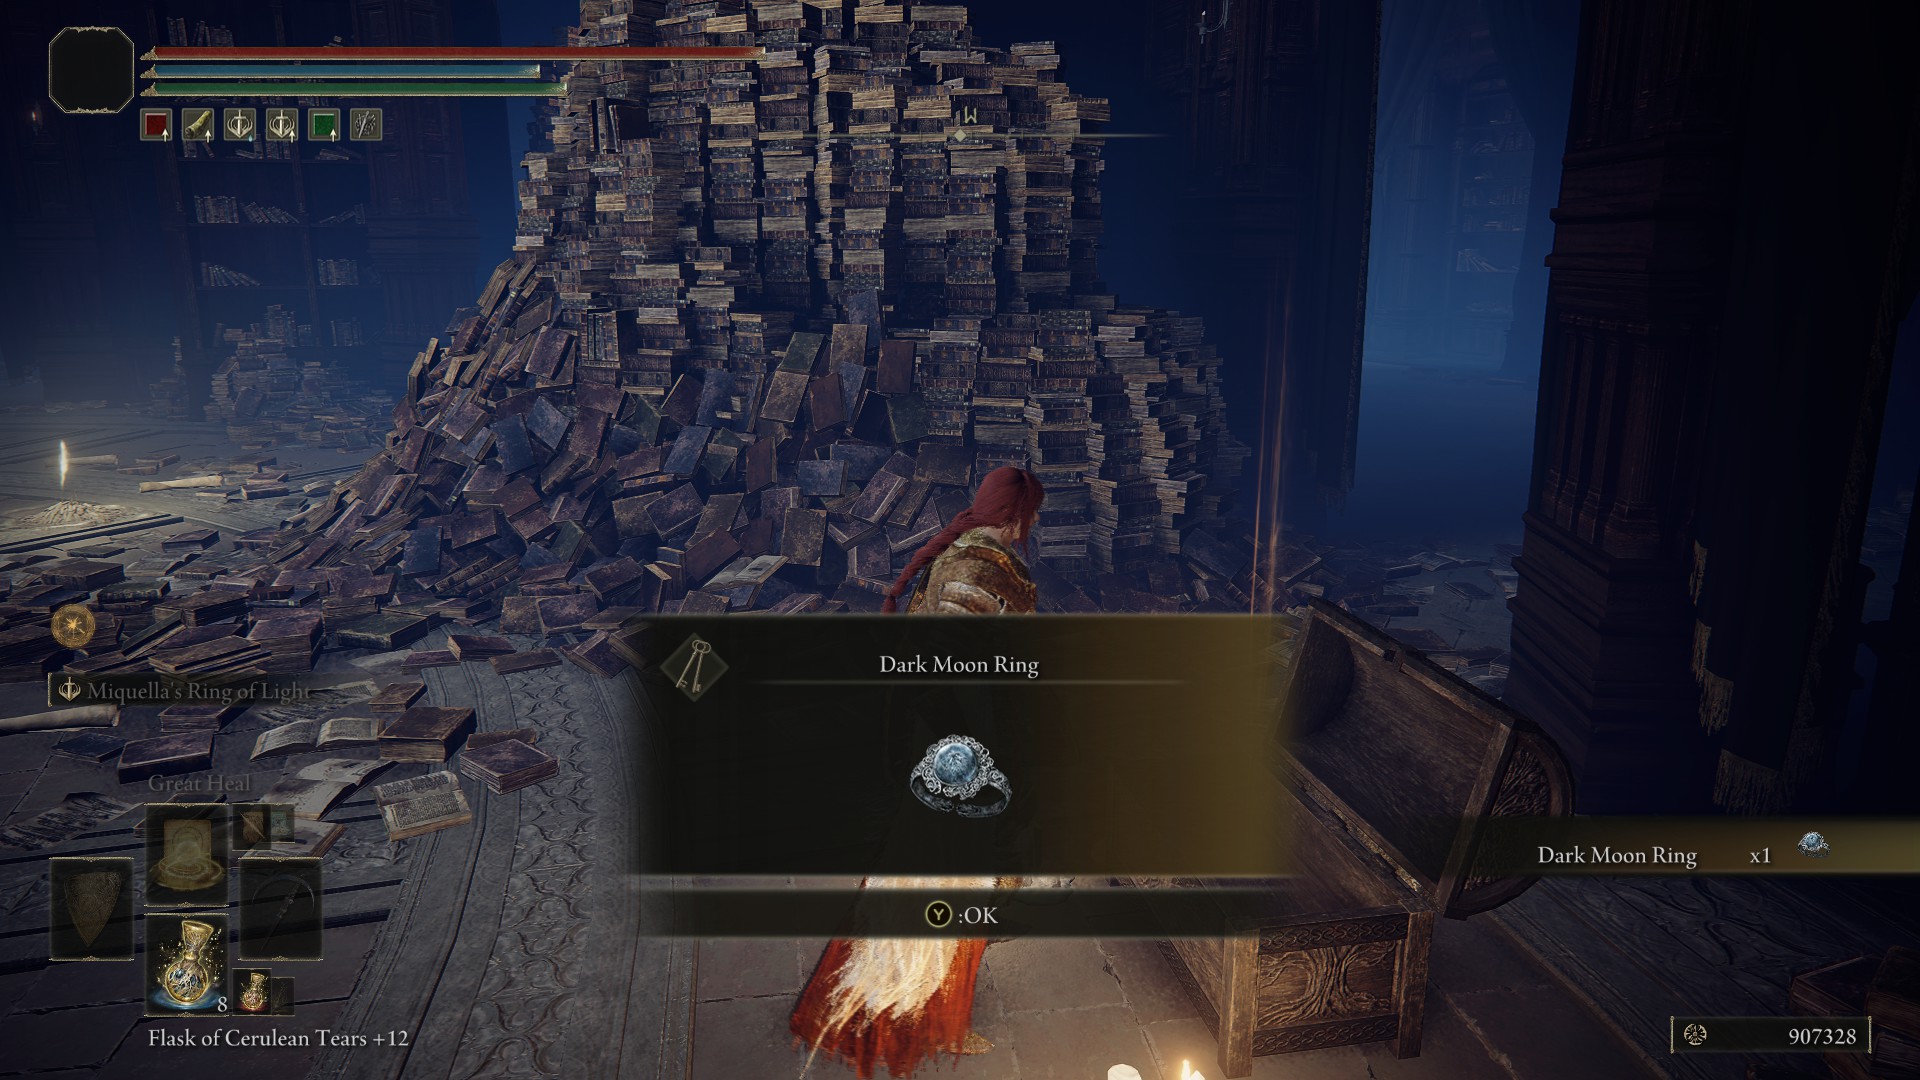 W
Miquella's Ring of Light
Dark Moon Ring
Great Heal
Dark Moon Ring x1
Y :OK
8
Flask of Cerulean Tears +12
907328